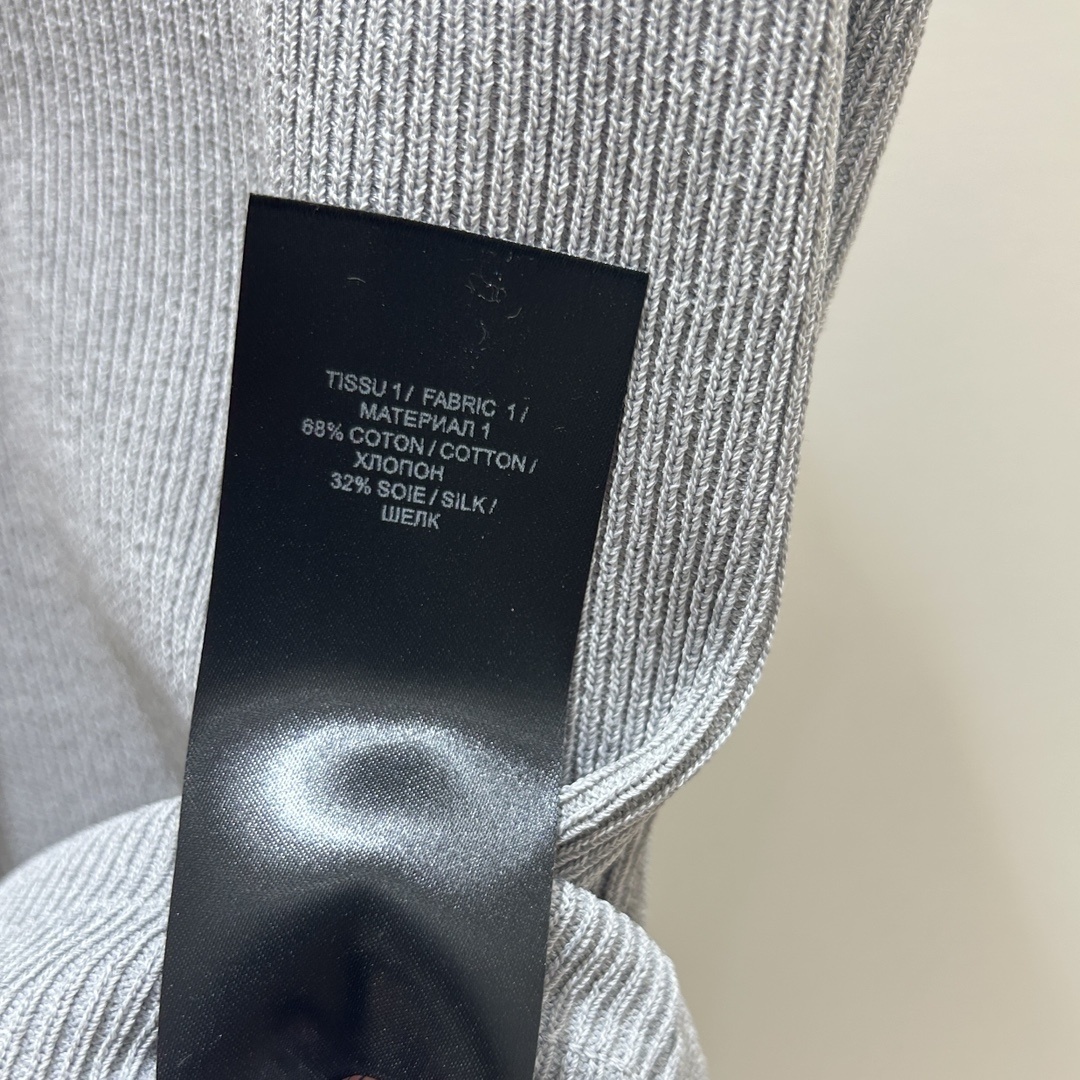 TISSU 1 / FABRIC 1 /
МАТЕРИАЛ 1
68% COTON / COTTON /
ХЛОПОН
32% SOIE / SILK /
ШЕЛК